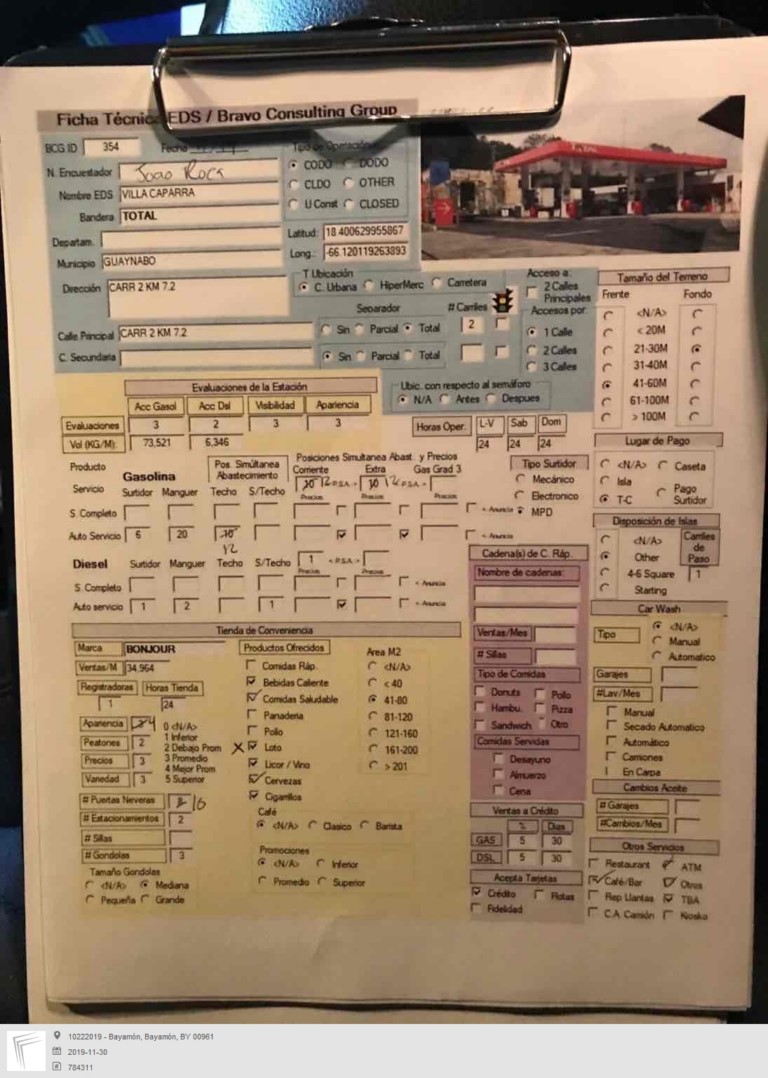 Ficha Técnic EDS / Bravo Consulting Group
BCG ID 354 Fecha
Tipo de Operación
N. Encuestador Joao Roca
CODO DODO
CLDO OTHER
U Const CLOSED
Nombre EDS VILLA CAPARRA
Bandera TOTAL
Departam.
Municipio GUAYNABO
Latitud: 18.400629955867
Long.: -66.120119263893
Dirección CARR 2 KM 7.2
T Ubicación
C. Urbana HiperMerc Carretera
Separador # Carriles
Calle Principal CARR 2 KM 7.2 Sin Parcial Total 2
C. Secundaria Sin Parcial Total
Acceso a:
2 Calles
Principales
Accesos por:
1 Calle
2 Calles
3 Calles
Ubic. con respecto al semáforo
N/A Antes Despues
Tamaño del Terreno
Frente Fondo
<N/A>
< 20M
21-30M
31-40M
41-60M
61-100M
> 100M
Evaluaciones de la Estación
Acc Gasol Acc Dsl Visibilidad Apariencia
Evaluaciones 3 2 3 3
Vol (KG/M): 73,521 6,346
Horas Oper. L-V Sab Dom
24 24 24
Lugar de Pago
<N/A> Caseta
Isla
T-C Pago
Surtidor
Producto
Servicio
Gasolina
Surtidor Manguer
Pos. Simúltanea
Abastecimiento
Techo S/Techo
Posiciones Simultanea Abast. y Precios
Corriente Extra Gas Grad 3
10 12 <P.S.A.> 10 12 <P.S.A.>
Precios Precios Precios
S. Completo < Anuncia
Auto Servicio 6 20 10 < Anuncia
12
Tipo Surtidor
Mecánico
Electronico
MPD
Disposición de Islas
<N/A>
Other
4-6 Square
Starting
Carriles
de
Paso
1
Diesel Surtidor Manguer Techo S/Techo 1 <P.S.A>
Precios Precios
S. Completo < Anuncia
Auto servicio 1 2 1 < Anuncia
Cadena(s) de C. Ráp.
Nombre de cadenas:
Ventas/Mes
# Sillas
Tipo de Comidas
Donuts Pollo
Hambu. Pizza
Sandwich Otro
Comidas Servidas
Desayuno
Almuerzo
Cena
Car Wash
Tipo <N/A>
Manual
Automatico
Garajes
#Lav/Mes
Manual
Secado Automatico
Automático
Camiones
En Carpa
Cambios Aceite
# Garajes
#Cambios/Mes
Tienda de Conveniencia
Marca BONJOUR
Ventas/M 34,964
Registradoras Horas Tienda
1 24
Apariencia 4 0 <N/A>
Peatones 2 1 Inferior
2 Debajo Prom
Precios 3 3 Promedio
4 Mejor Prom
Variedad 3 5 Superior
# Puertas Neveras 16
# Estacionamientos 2
# Sillas
# Gondolas 3
Tamaño Gondolas
<N/A> Mediana
Pequeña Grande
Productos Ofrecidos
Comidas Ráp.
Bebidas Caliente
Comidas Saludable
Panaderia
Pollo
X Loto
Licor / Vino
Cervezas
Cigarrillos
Area M2
<N/A>
< 40
41-80
81-120
121-160
161-200
> 201
Café
<N/A> Clasico Barista
Promociones
<N/A> Inferior
Promedio Superior
Ventas a Crédito
% Dias
GAS 5 30
DSL 5 30
Acepta Tarjetas
Crédito Flotas
Fidelidad
Otros Servicios
Restaurant ATM
Café/Bar Otros
Rep Llantas TBA
C.A. Camión Kiosko
10222019 - Bayamón, Bayamón, BY 00961
2019-11-30
784311